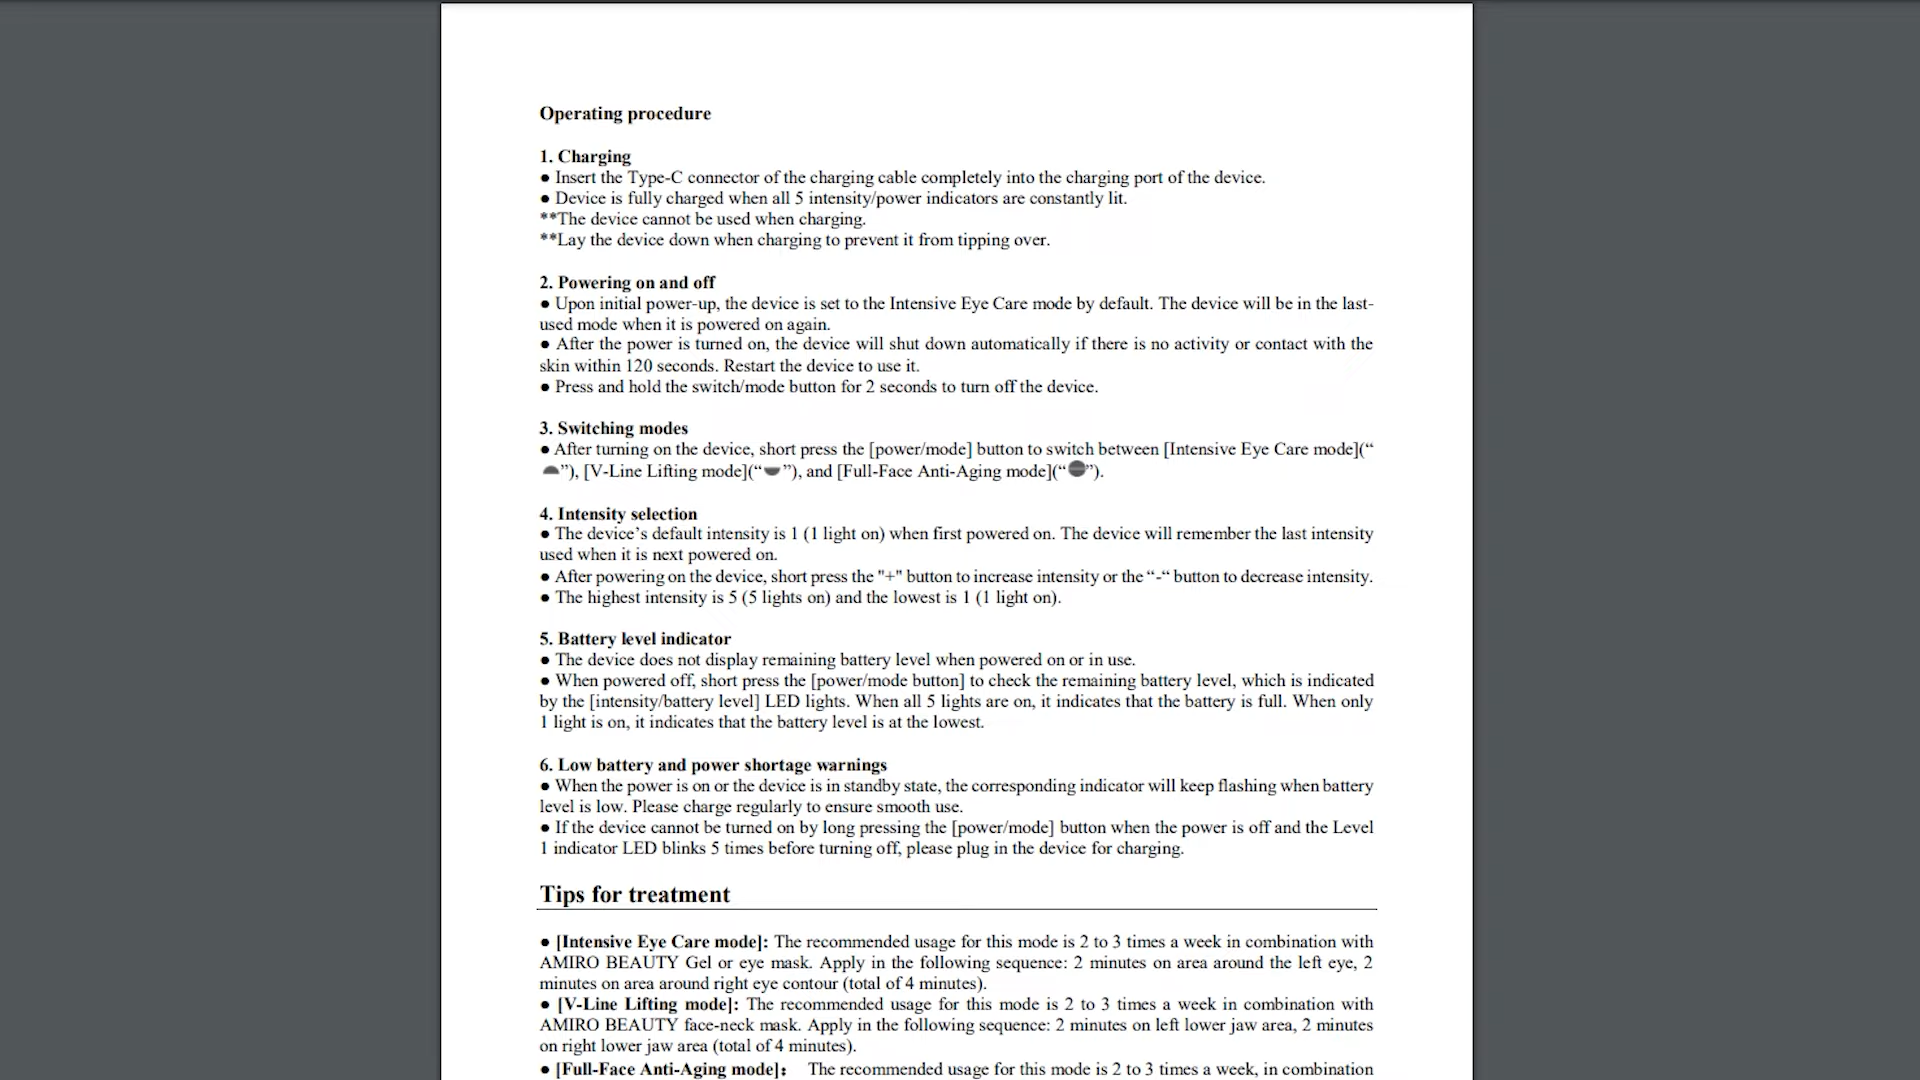 Operating procedure
1. Charging
● Insert the Type-C connector of the charging cable completely into the charging port of the device.
● Device is fully charged when all 5 intensity/power indicators are constantly lit.
**The device cannot be used when charging.
**Lay the device down when charging to prevent it from tipping over.
2. Powering on and off
● Upon initial power-up, the device is set to the Intensive Eye Care mode by default. The device will be in the last-
used mode when it is powered on again.
● After the power is turned on, the device will shut down automatically if there is no activity or contact with the
skin within 120 seconds. Restart the device to use it.
● Press and hold the switch/mode button for 2 seconds to turn off the device.
3. Switching modes
● After turning on the device, short press the [power/mode] button to switch between [Intensive Eye Care mode](“
”), [V-Line Lifting mode](“ ”), and [Full-Face Anti-Aging mode](“ ”).
4. Intensity selection
● The device’s default intensity is 1 (1 light on) when first powered on. The device will remember the last intensity
used when it is next powered on.
● After powering on the device, short press the "+" button to increase intensity or the “-“ button to decrease intensity.
● The highest intensity is 5 (5 lights on) and the lowest is 1 (1 light on).
5. Battery level indicator
● The device does not display remaining battery level when powered on or in use.
● When powered off, short press the [power/mode button] to check the remaining battery level, which is indicated
by the [intensity/battery level] LED lights. When all 5 lights are on, it indicates that the battery is full. When only
1 light is on, it indicates that the battery level is at the lowest.
6. Low battery and power shortage warnings
● When the power is on or the device is in standby state, the corresponding indicator will keep flashing when battery
level is low. Please charge regularly to ensure smooth use.
● If the device cannot be turned on by long pressing the [power/mode] button when the power is off and the Level
1 indicator LED blinks 5 times before turning off, please plug in the device for charging.
Tips for treatment
● [Intensive Eye Care mode]: The recommended usage for this mode is 2 to 3 times a week in combination with
AMIRO BEAUTY Gel or eye mask. Apply in the following sequence: 2 minutes on area around the left eye, 2
minutes on area around right eye contour (total of 4 minutes).
● [V-Line Lifting mode]: The recommended usage for this mode is 2 to 3 times a week in combination with
AMIRO BEAUTY face-neck mask. Apply in the following sequence: 2 minutes on left lower jaw area, 2 minutes
on right lower jaw area (total of 4 minutes).
● [Full-Face Anti-Aging mode]: The recommended usage for this mode is 2 to 3 times a week, in combination